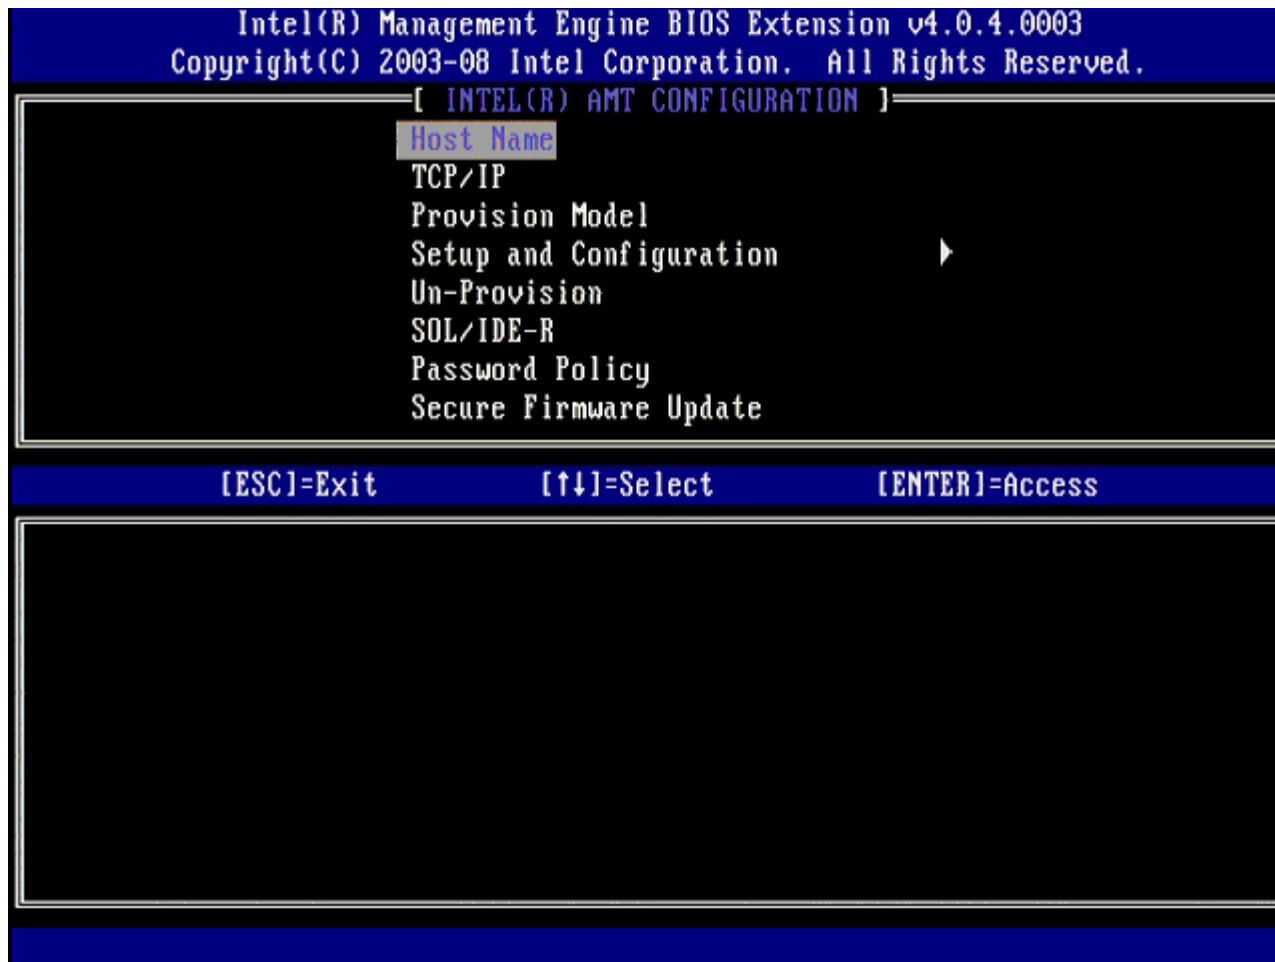 Intel(R) Management Engine BIOS Extension v4.0.4.0003
Copyright(C) 2003-08 Intel Corporation. All Rights Reserved.
[ INTEL(R) AMT CONFIGURATION ]
Host Name
TCP/IP
Provision Model
Setup and Configuration ►
Un-Provision
SOL/IDE-R
Password Policy
Secure Firmware Update
[ESC]=Exit [↑↓]=Select [ENTER]=Access